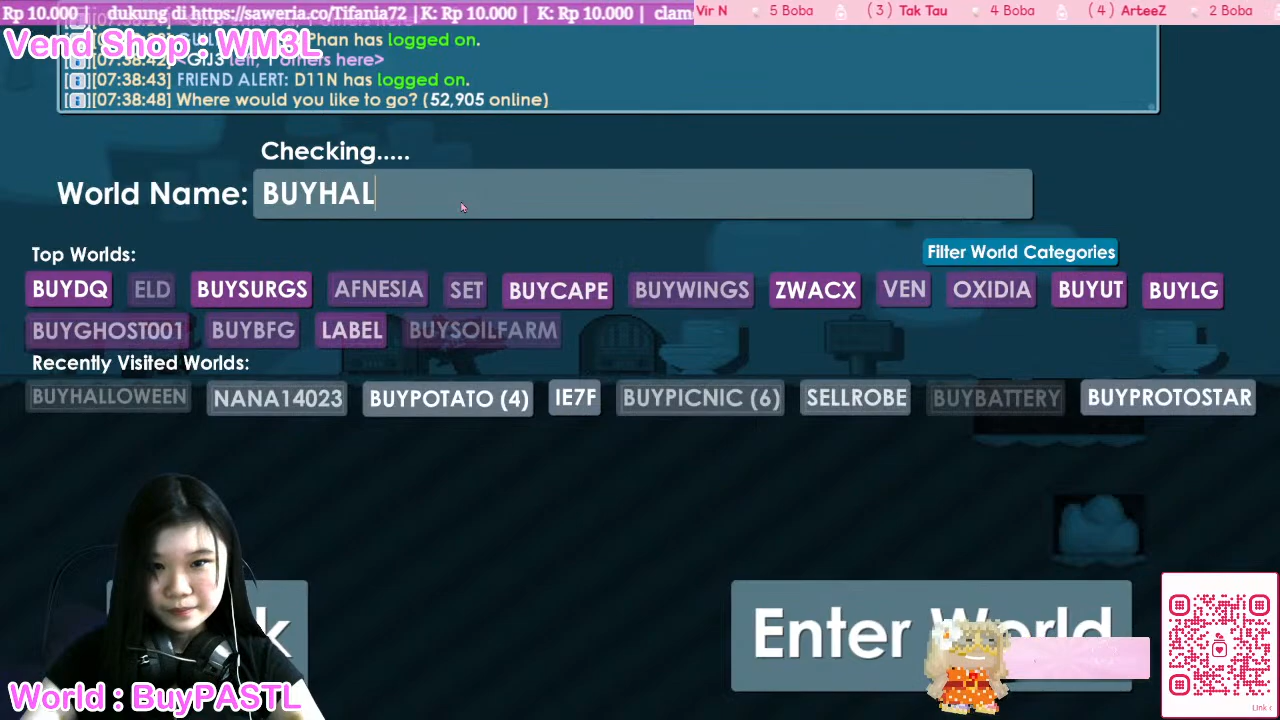 Rp 10.000 | dukung di https://saweria.co/Tifania72 | K: Rp 10.000 | K: Rp 10.000 | clam
Vir N 5 Boba (3) Tak Tau 4 Boba (4) ArteeZ 2 Boba
Vend Shop : WM3L
Phan has logged on.
[07:38:42] <GIJ3 left, 1 others here>
[07:38:43] FRIEND ALERT: D11N has logged on.
[07:38:48] Where would you like to go? (52,905 online)
Checking.....
World Name: BUYHAL
Top Worlds:
Filter World Categories
BUYDQ ELD BUYSURGS AFNESIA SET BUYCAPE BUYWINGS ZWACX VEN OXIDIA BUYUT BUYLG
BUYGHOST001 BUYBFG LABEL BUYSOILFARM
Recently Visited Worlds:
BUYHALLOWEEN NANA14023 BUYPOTATO (4) IE7F BUYPICNIC (6) SELLROBE BUYBATTERY BUYPROTOSTAR
Enter World
World : BuyPASTL